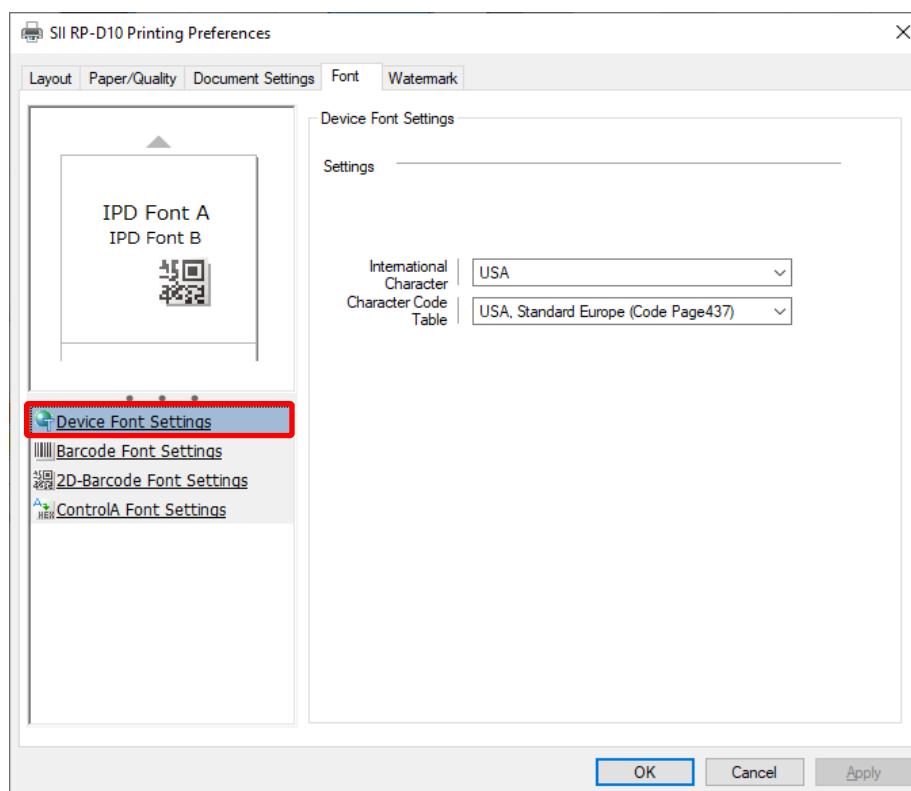 SII RP-D10 Printing Preferences
Layout Paper/Quality Document Settings Font Watermark
IPD Font A
IPD Font B
Device Font Settings
Barcode Font Settings
2D-Barcode Font Settings
HEX ControlA Font Settings
Device Font Settings
Settings
International
Character
USA
Character Code
Table
USA, Standard Europe (Code Page437)
OK Cancel Apply